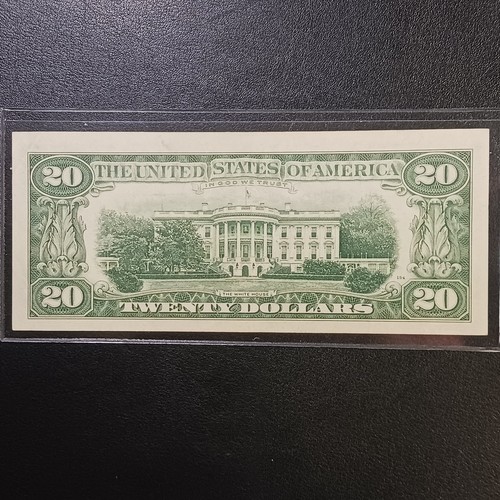 20 THE UNITED STATES OF AMERICA 20
IN GOD WE TRUST
THE WHITE HOUSE
20 TWENTY DOLLARS 20